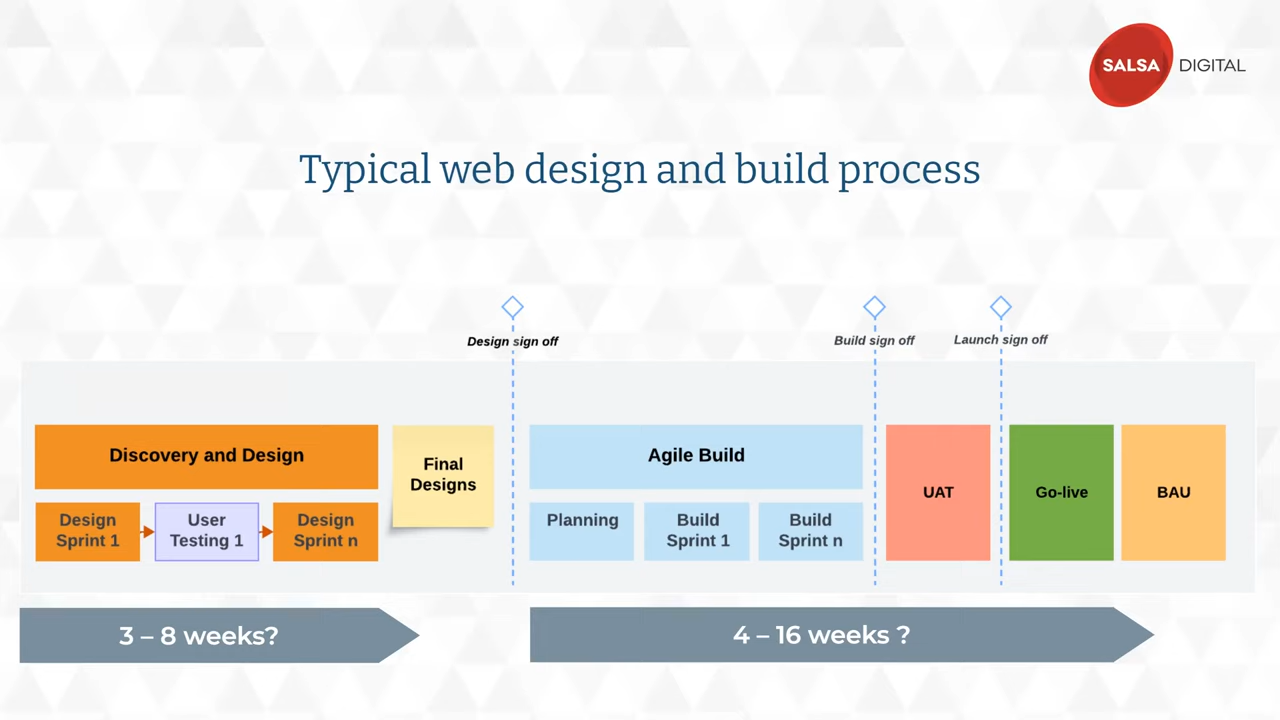 SALSA DIGITAL
Typical web design and build process
Design sign off
Build sign off
Launch sign off
Discovery and Design
Design
Sprint 1
User
Testing 1
Design
Sprint n
Final
Designs
Agile Build
Planning
Build
Sprint 1
Build
Sprint n
UAT
Go-live
BAU
3 – 8 weeks?
4 – 16 weeks ?